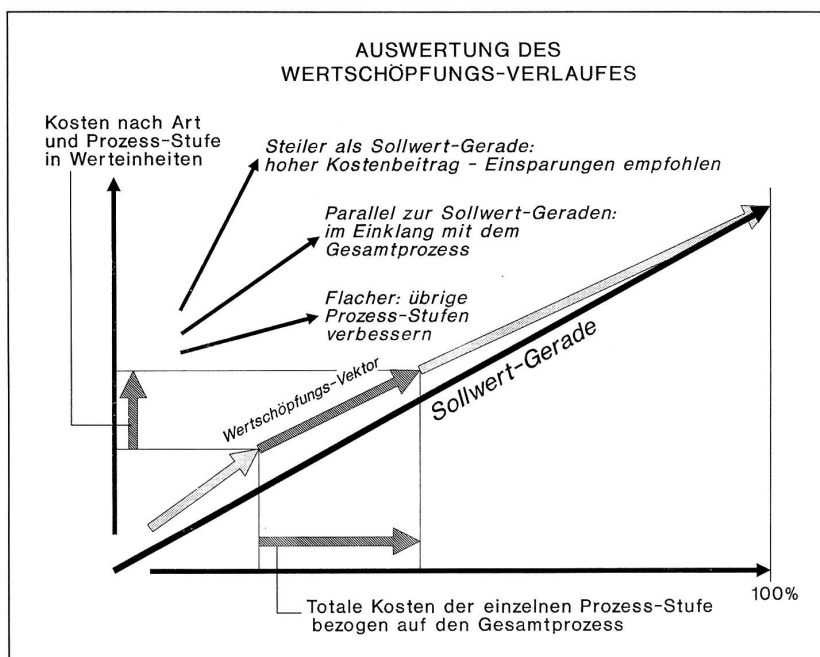 AUSWERTUNG DES
WERTSCHÖPFUNGS-VERLAUFES
Kosten nach Art
und Prozess-Stufe
in Werteinheiten
Steiler als Sollwert-Gerade:
hoher Kostenbeitrag - Einsparungen empfohlen
Parallel zur Sollwert-Geraden:
im Einklang mit dem
Gesamtprozess
Flacher: übrige
Prozess-Stufen
verbessern
Wertschöpfungs-Vektor
Sollwert-Gerade
100%
Totale Kosten der einzelnen Prozess-Stufe
bezogen auf den Gesamtprozess